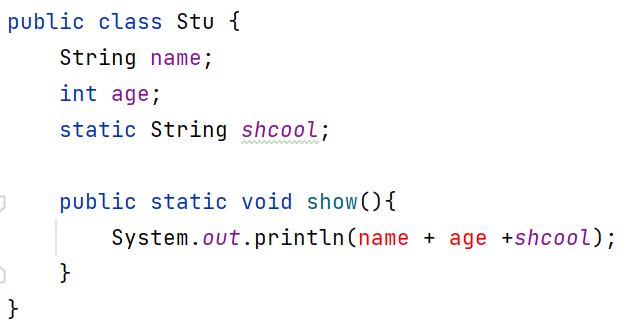 public class Stu {
String name;
int age;
static String shcool;
public static void show(){
System.out.println(name + age +shcool);
}
}